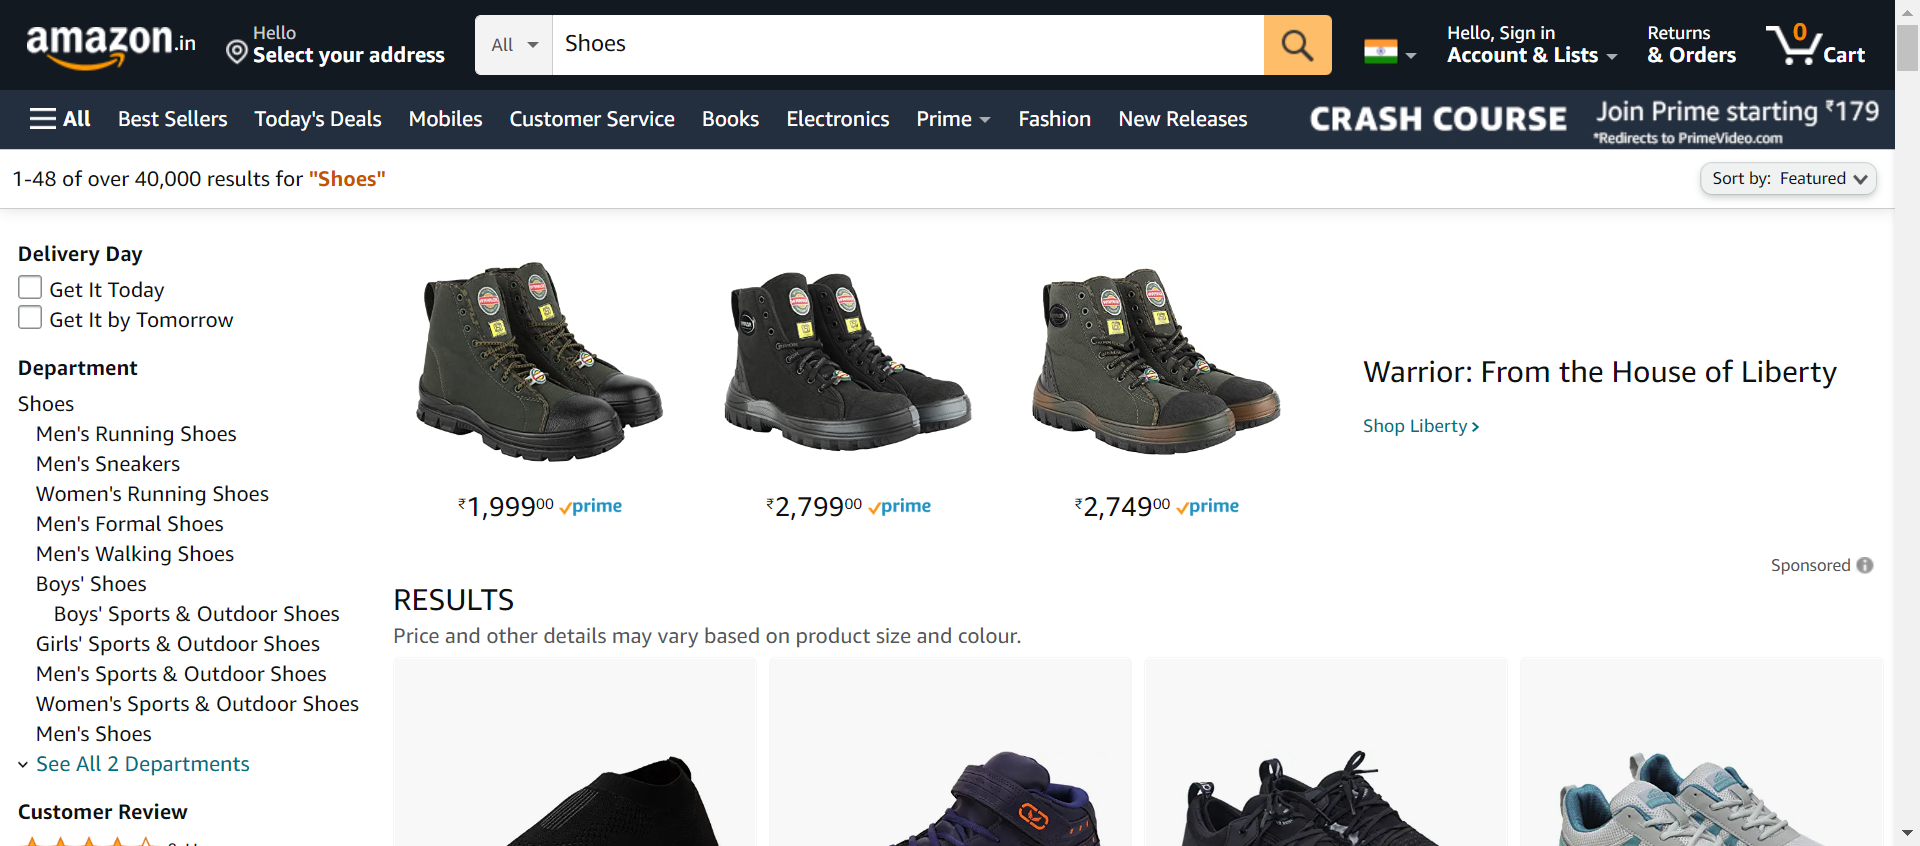 amazon.in
Hello
Select your address
All
Shoes
Hello, Sign in
Account & Lists
Returns
& Orders
0
Cart
All
Best Sellers
Today's Deals
Mobiles
Customer Service
Books
Electronics
Prime
Fashion
New Releases
CRASH COURSE
Join Prime starting ₹179
*Redirects to PrimeVideo.com
1-48 of over 40,000 results for "Shoes"
Sort by: Featured
Delivery Day
Get It Today
Get It by Tomorrow
Department
Shoes
Men's Running Shoes
Men's Sneakers
Women's Running Shoes
Men's Formal Shoes
Men's Walking Shoes
Boys' Shoes
Boys' Sports & Outdoor Shoes
Girls' Sports & Outdoor Shoes
Men's Sports & Outdoor Shoes
Women's Sports & Outdoor Shoes
Men's Shoes
See All 2 Departments
Customer Review
₹1,99900 prime
₹2,79900 prime
₹2,74900 prime
Warrior: From the House of Liberty
Shop Liberty
Sponsored
RESULTS
Price and other details may vary based on product size and colour.